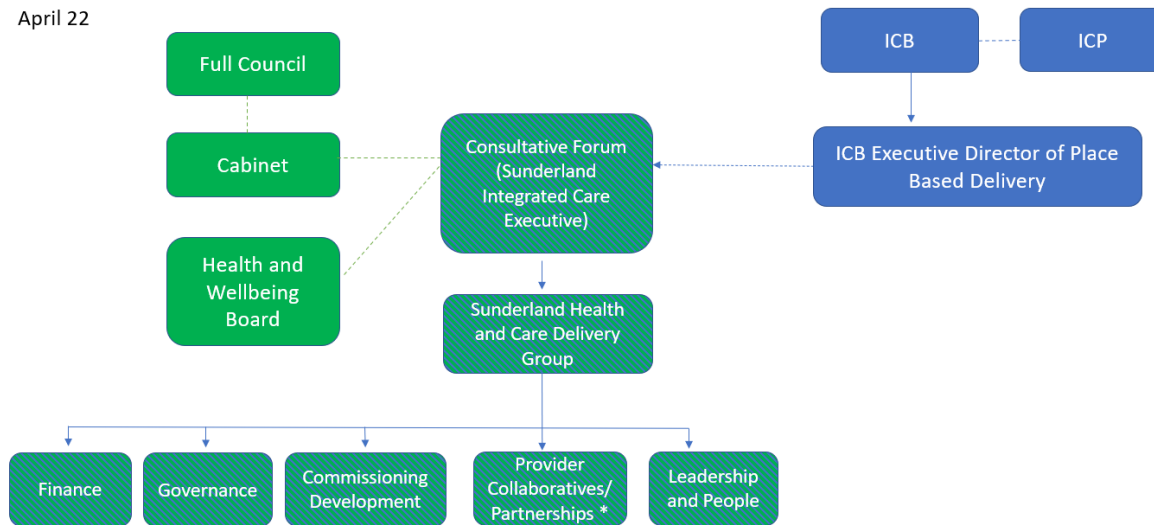 April 22
Full Council
ICB
ICP
Cabinet
Consultative Forum
(Sunderland
Integrated Care
Executive)
ICB Executive Director of Place
Based Delivery
Health and
Wellbeing
Board
Sunderland Health
and Care Delivery
Group
Finance
Governance
Commissioning
Development
Provider
Collaboratives/
Partnerships *
Leadership
and People